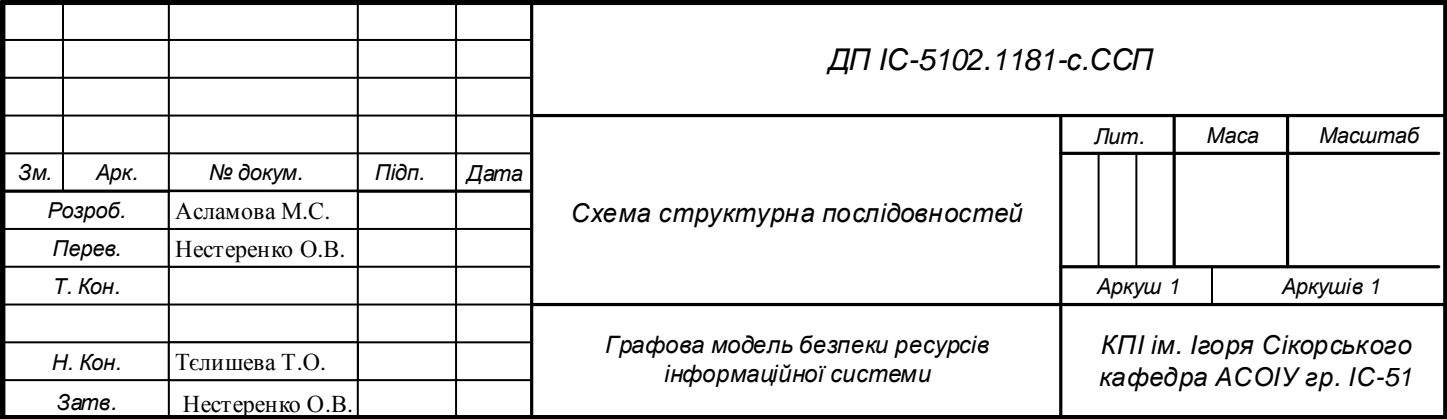 ДП ІС-5102.1181-с.ССП
Лит. Маса Масштаб
Зм. Арк. № докум. Підп. Дата
Розроб. Асламова М.С.
Схема структурна послідовностей
Перев. Нестеренко О.В.
Т. Кон.
Аркуш 1 Аркушів 1
Графова модель безпеки ресурсів
інформаційної системи
КПІ ім. Ігоря Сікорського
кафедра АСОІУ гр. ІС-51
Н. Кон. Тєлишева Т.О.
Затв. Нестеренко О.В.